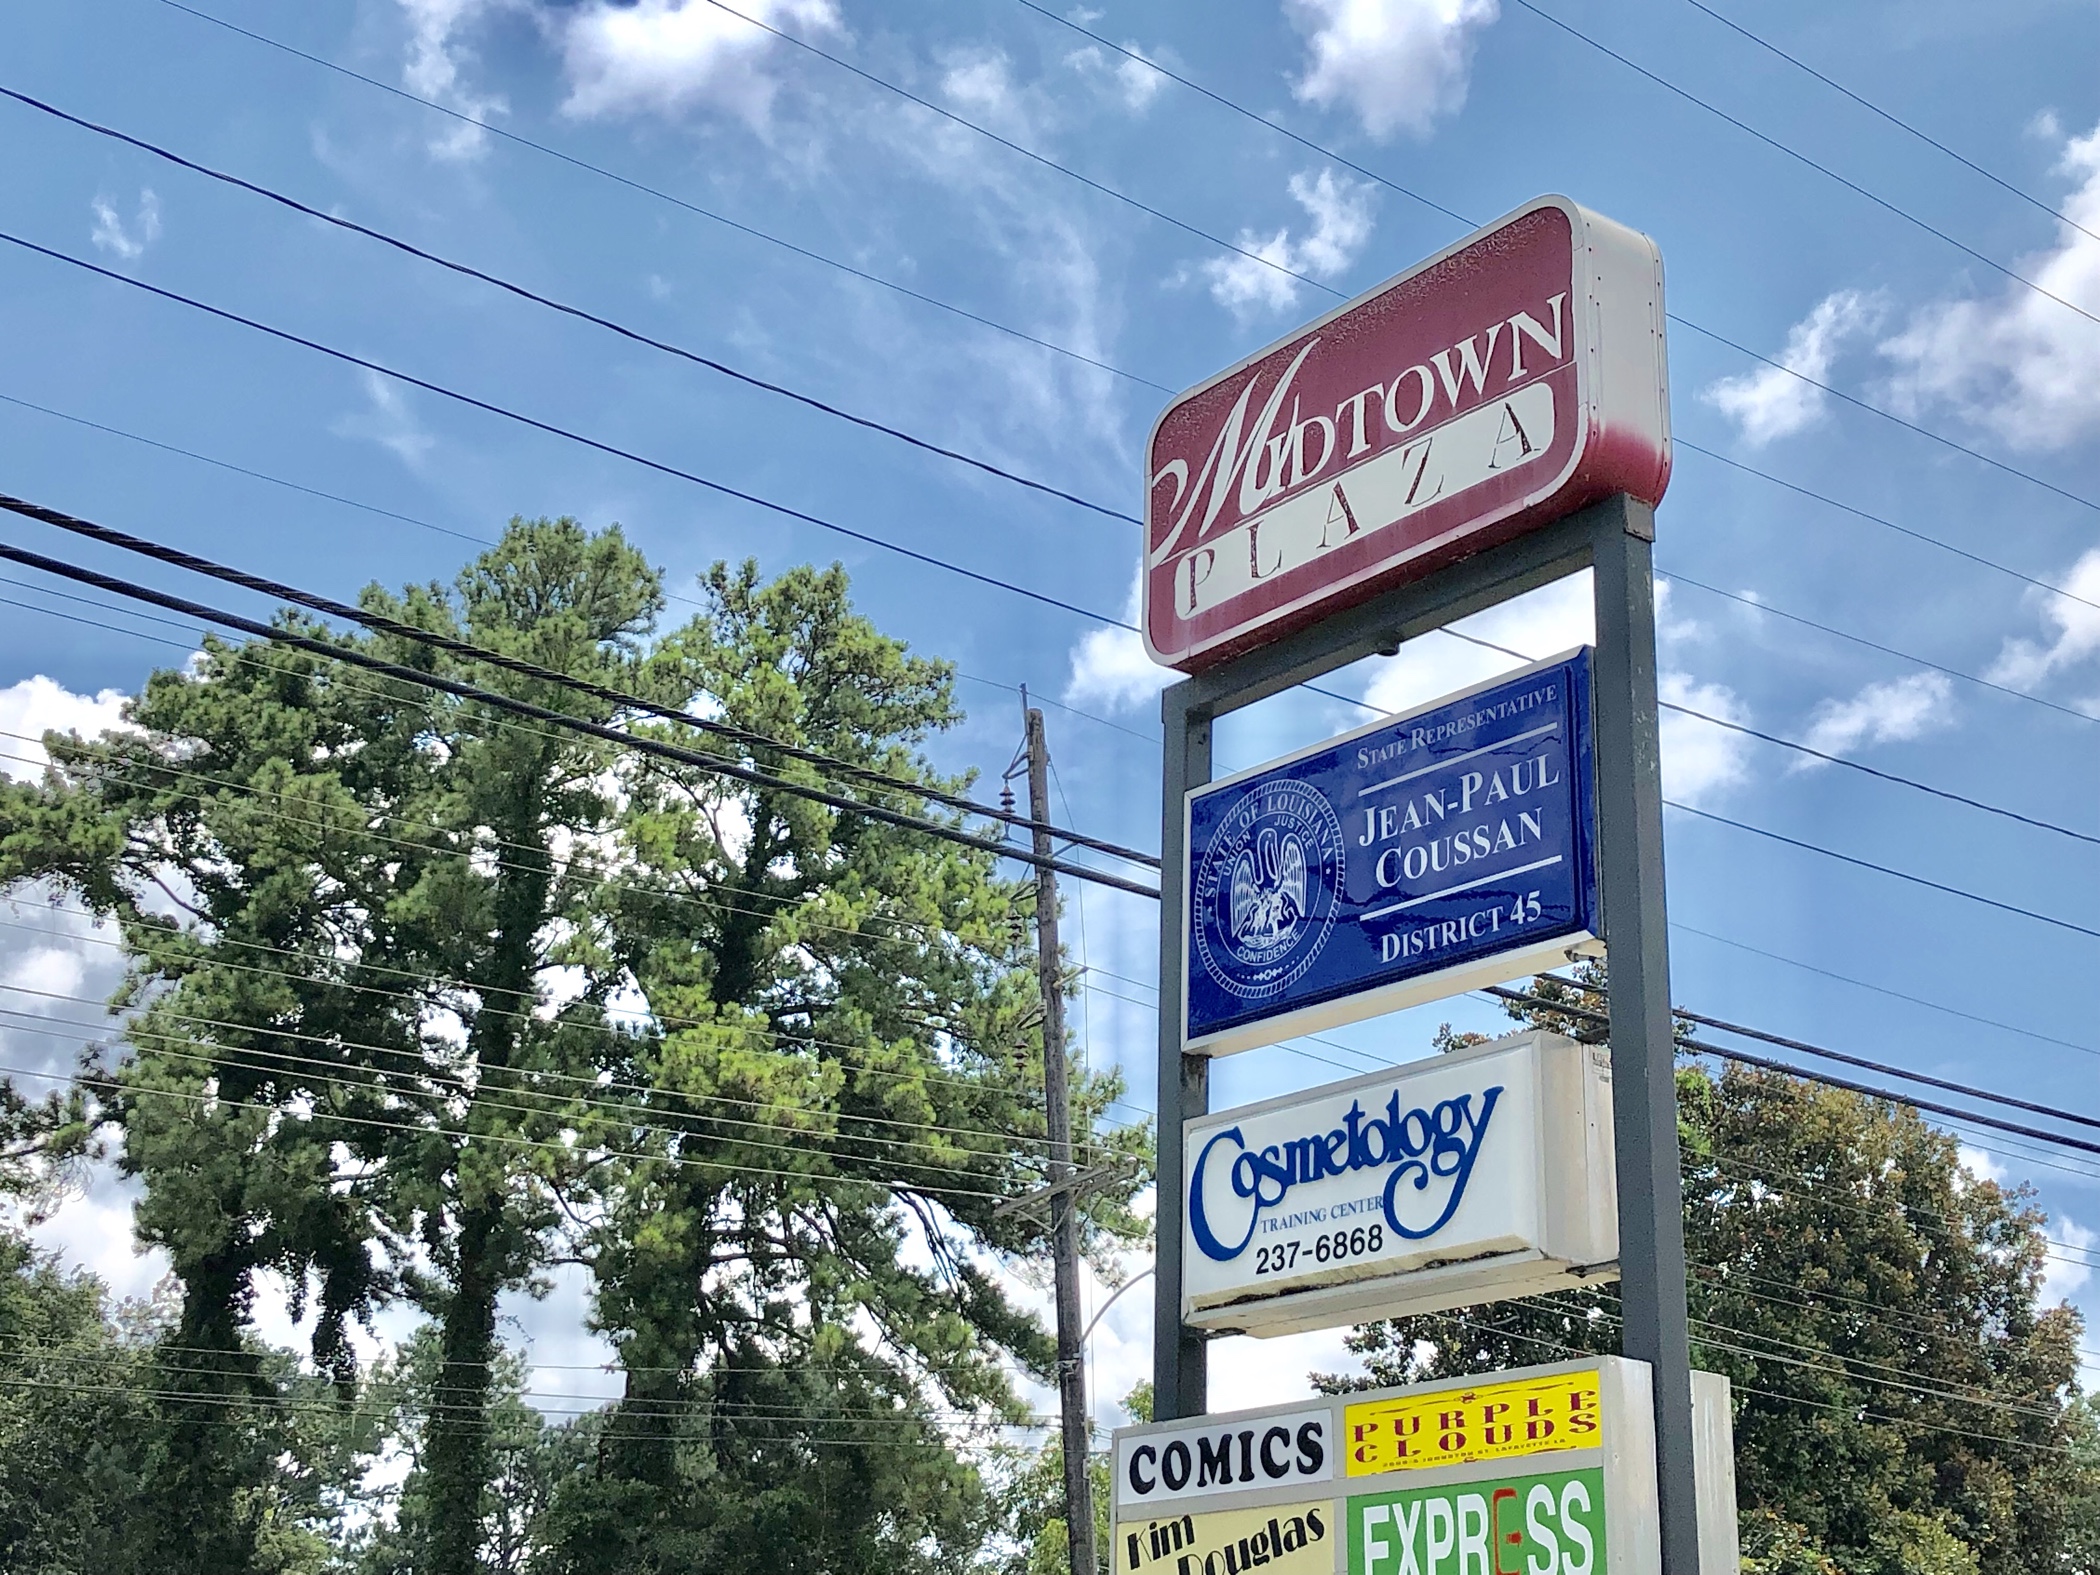 MIDTOWN
PLAZA
STATE REPRESENTATIVE
JEAN-PAUL
COUSSAN
DISTRICT 45
STATE OF LOUISIANA
UNION JUSTICE
CONFIDENCE
Cosmetology
TRAINING CENTER
237-6868
COMICS
PURPLE
CLOUDS
Kim
Douglas
EXPRESS